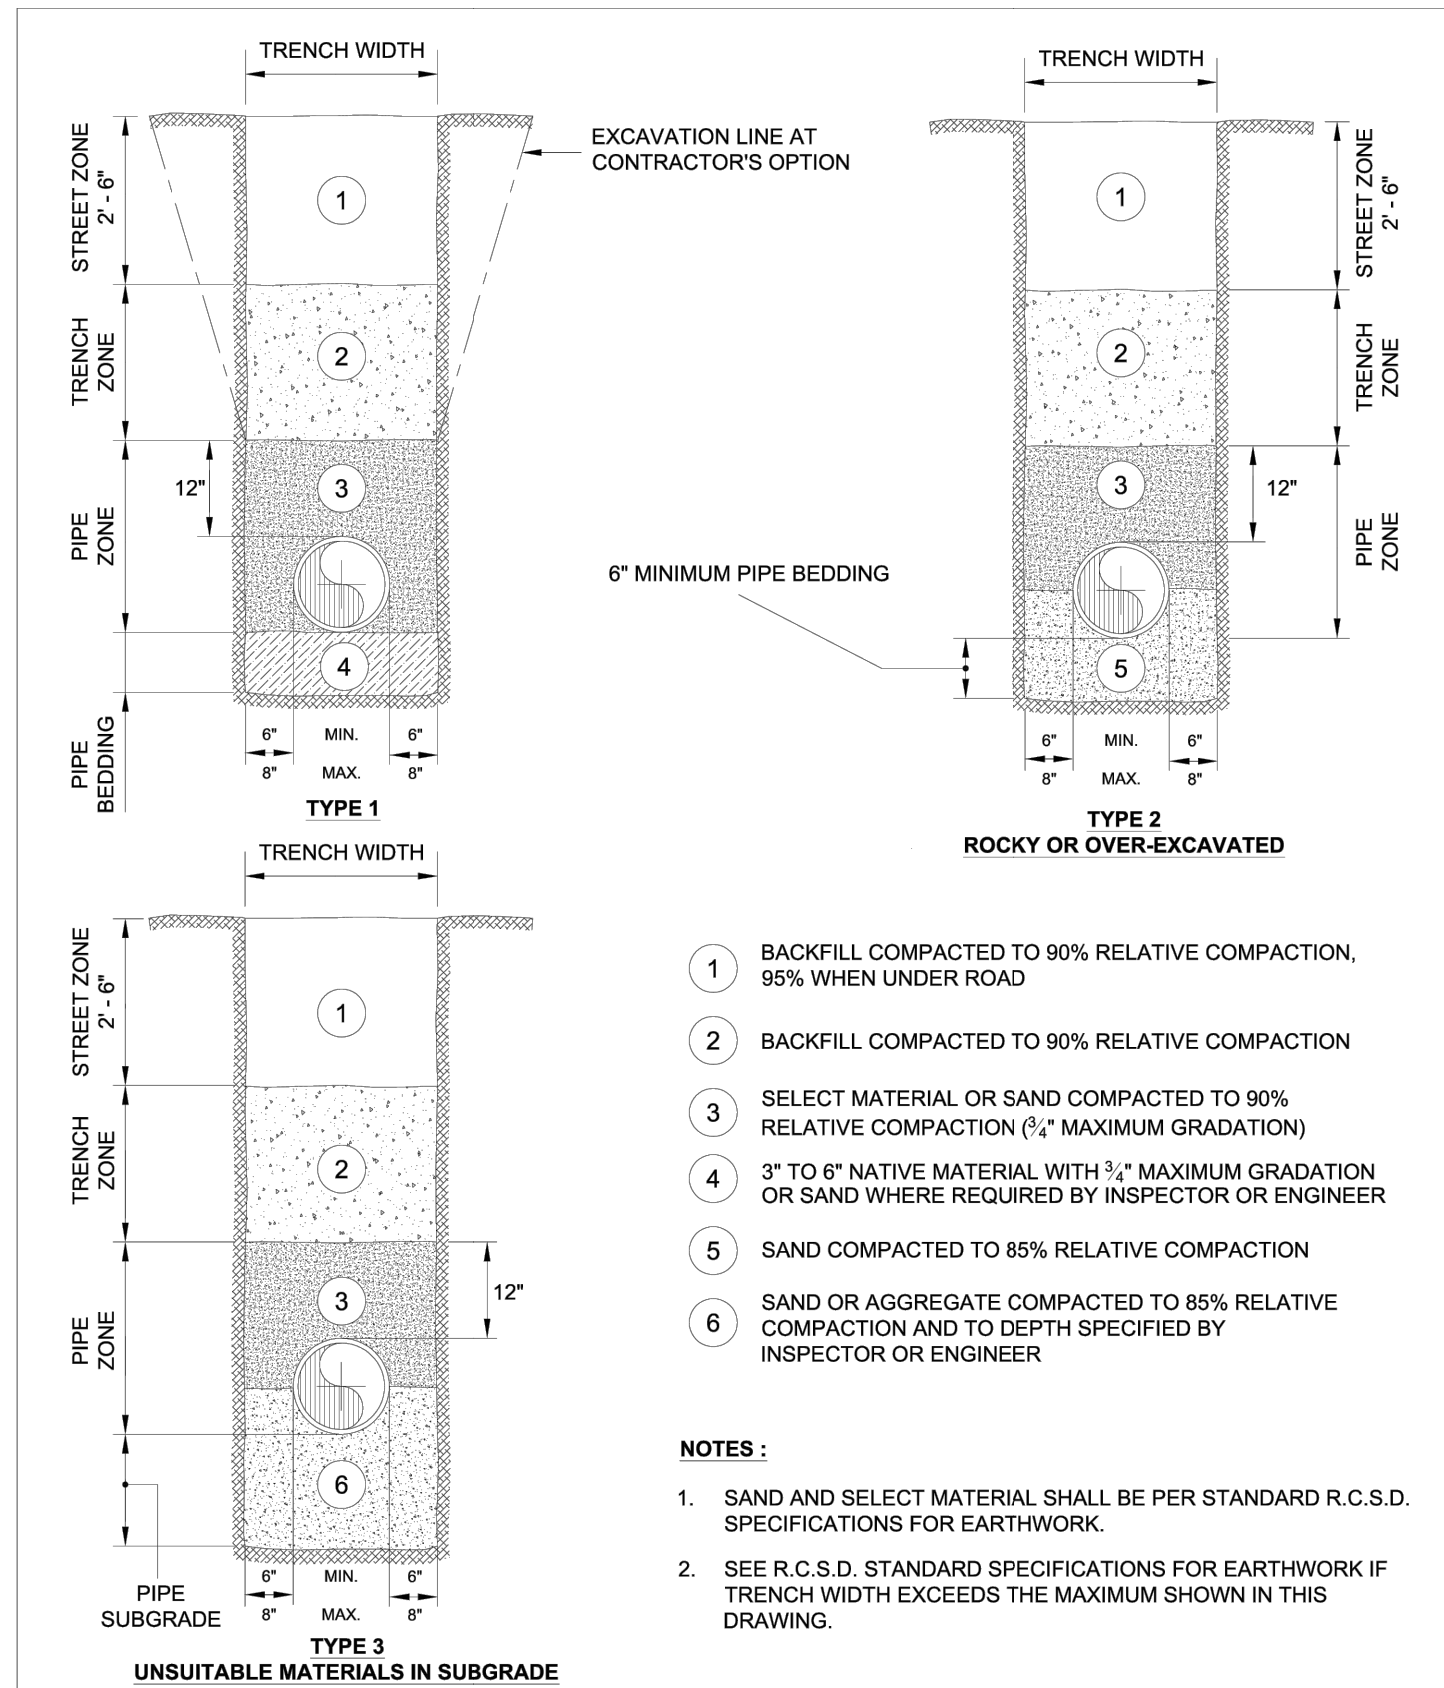 TRENCH WIDTH
EXCAVATION LINE AT
CONTRACTOR'S OPTION
STREET ZONE
2' - 6"
TRENCH
ZONE
PIPE
ZONE
PIPE
BEDDING
12"
1
2
3
4
6" MIN. 6"
8" MAX. 8"
TYPE 1
TRENCH WIDTH
STREET ZONE
2' - 6"
TRENCH
ZONE
PIPE
ZONE
12"
6" MINIMUM PIPE BEDDING
1
2
3
5
6" MIN. 6"
8" MAX. 8"
TYPE 2
ROCKY OR OVER-EXCAVATED
TRENCH WIDTH
STREET ZONE
2' - 6"
TRENCH
ZONE
PIPE
ZONE
12"
1
2
3
6
PIPE
SUBGRADE
6" MIN. 6"
8" MAX. 8"
TYPE 3
UNSUITABLE MATERIALS IN SUBGRADE
1 BACKFILL COMPACTED TO 90% RELATIVE COMPACTION,
95% WHEN UNDER ROAD
2 BACKFILL COMPACTED TO 90% RELATIVE COMPACTION
3 SELECT MATERIAL OR SAND COMPACTED TO 90%
RELATIVE COMPACTION (3/4" MAXIMUM GRADATION)
4 3" TO 6" NATIVE MATERIAL WITH 3/4" MAXIMUM GRADATION
OR SAND WHERE REQUIRED BY INSPECTOR OR ENGINEER
5 SAND COMPACTED TO 85% RELATIVE COMPACTION
6 SAND OR AGGREGATE COMPACTED TO 85% RELATIVE
COMPACTION AND TO DEPTH SPECIFIED BY
INSPECTOR OR ENGINEER
NOTES :
1. SAND AND SELECT MATERIAL SHALL BE PER STANDARD R.C.S.D.
SPECIFICATIONS FOR EARTHWORK.
2. SEE R.C.S.D. STANDARD SPECIFICATIONS FOR EARTHWORK IF
TRENCH WIDTH EXCEEDS THE MAXIMUM SHOWN IN THIS
DRAWING.